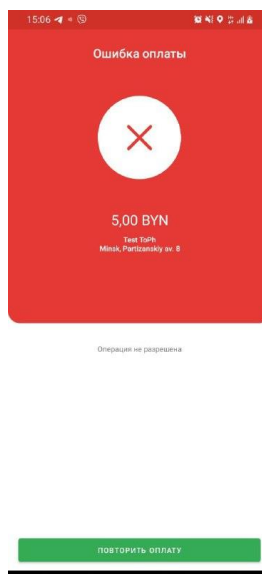 15:06
Ошибка оплаты
5,00 BYN
Test ToPh
Minsk, Partizanskiy av. 8
Операция не разрешена
ПОВТОРИТЬ ОПЛАТУ